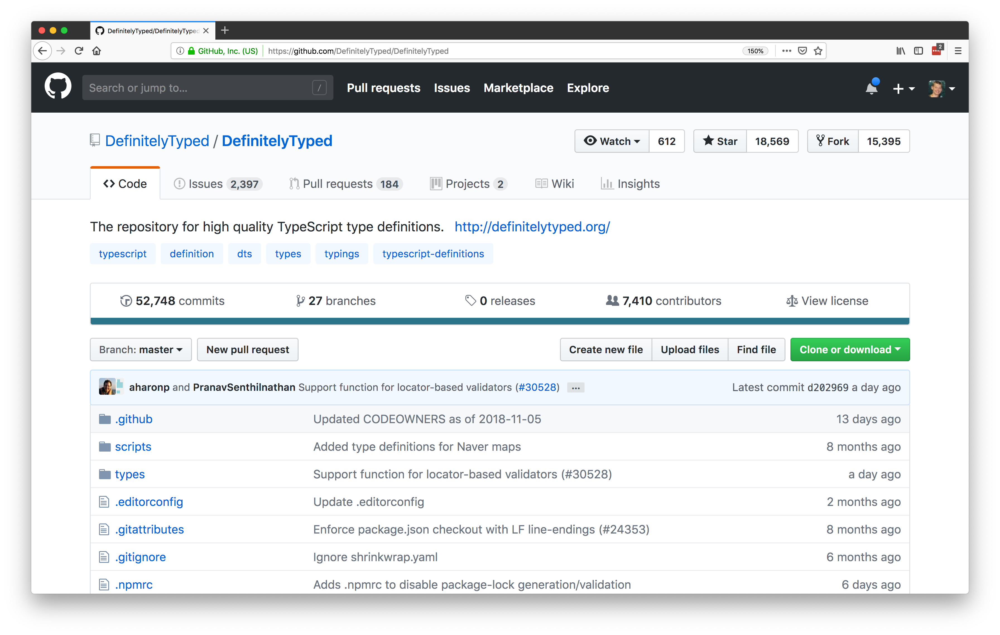 DefinitelyTyped/DefinitelyTyped
GitHub, Inc. (US) https://github.com/DefinitelyTyped/DefinitelyTyped 150% 2
Search or jump to... / Pull requests Issues Marketplace Explore
DefinitelyTyped / DefinitelyTyped Watch 612 Star 18,569 Fork 15,395
Code Issues 2,397 Pull requests 184 Projects 2 Wiki Insights
The repository for high quality TypeScript type definitions. http://definitelytyped.org/
typescript definition dts types typings typescript-definitions
52,748 commits 27 branches 0 releases 7,410 contributors View license
Branch: master New pull request Create new file Upload files Find file Clone or download
aharonp and PranavSenthilnathan Support function for locator-based validators (#30528) ... Latest commit d202969 a day ago
.github Updated CODEOWNERS as of 2018-11-05 13 days ago
scripts Added type definitions for Naver maps 8 months ago
types Support function for locator-based validators (#30528) a day ago
.editorconfig Update .editorconfig 2 months ago
.gitattributes Enforce package.json checkout with LF line-endings (#24353) 8 months ago
.gitignore Ignore shrinkwrap.yaml 6 months ago
.npmrc Adds .npmrc to disable package-lock generation/validation 6 days ago